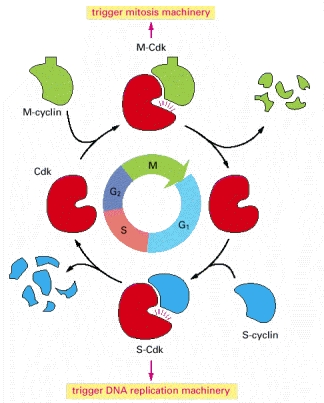 trigger mitosis machinery
M-Cdk
M-cyclin
Cdk
M
G2
G1
S
S-cyclin
S-Cdk
trigger DNA replication machinery